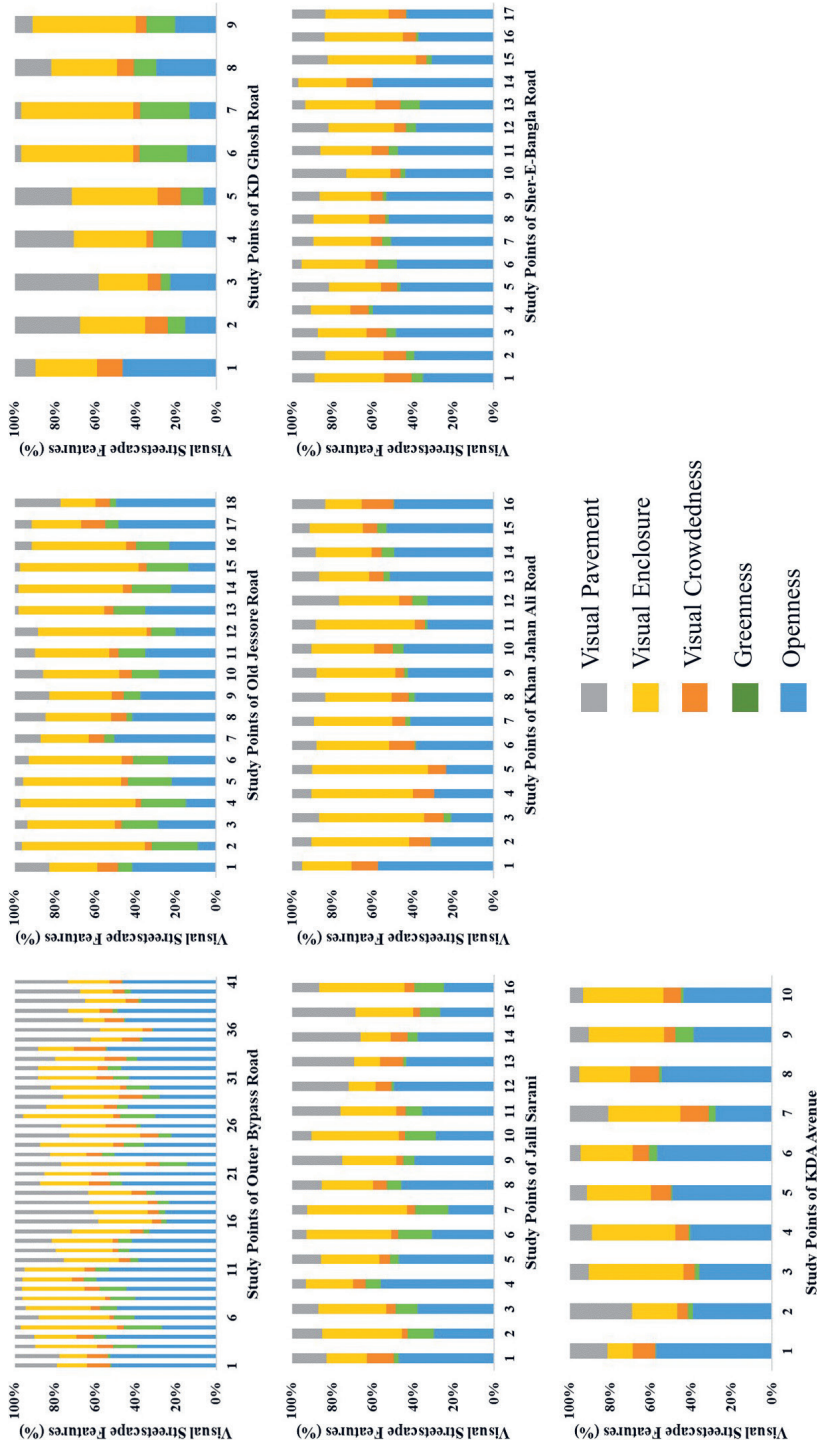 Visual Streetscape Features (%)
100%
80%
60%
40%
20%
0%
1 6 11 16 21 26 31 36 41
Study Points of Outer Bypass Road
Visual Streetscape Features (%)
100%
80%
60%
40%
20%
0%
1 2 3 4 5 6 7 8 9 10 11 12 13 14 15 16 17 18
Study Points of Old Jessore Road
Visual Streetscape Features (%)
100%
80%
60%
40%
20%
0%
1 2 3 4 5 6 7 8 9
Study Points of KD Ghosh Road
Visual Streetscape Features (%)
100%
80%
60%
40%
20%
0%
1 2 3 4 5 6 7 8 9 10 11 12 13 14 15 16
Study Points of Jalil Sarani
Visual Streetscape Features (%)
100%
80%
60%
40%
20%
0%
1 2 3 4 5 6 7 8 9 10 11 12 13 14 15 16
Study Points of Khan Jahan Ali Road
Visual Streetscape Features (%)
100%
80%
60%
40%
20%
0%
1 2 3 4 5 6 7 8 9 10 11 12 13 14 15 16 17
Study Points of Sher-E-Bangla Road
Visual Streetscape Features (%)
100%
80%
60%
40%
20%
0%
1 2 3 4 5 6 7 8 9 10
Study Points of KDA Avenue
Visual Pavement
Visual Enclosure
Visual Crowdedness
Greenness
Openness